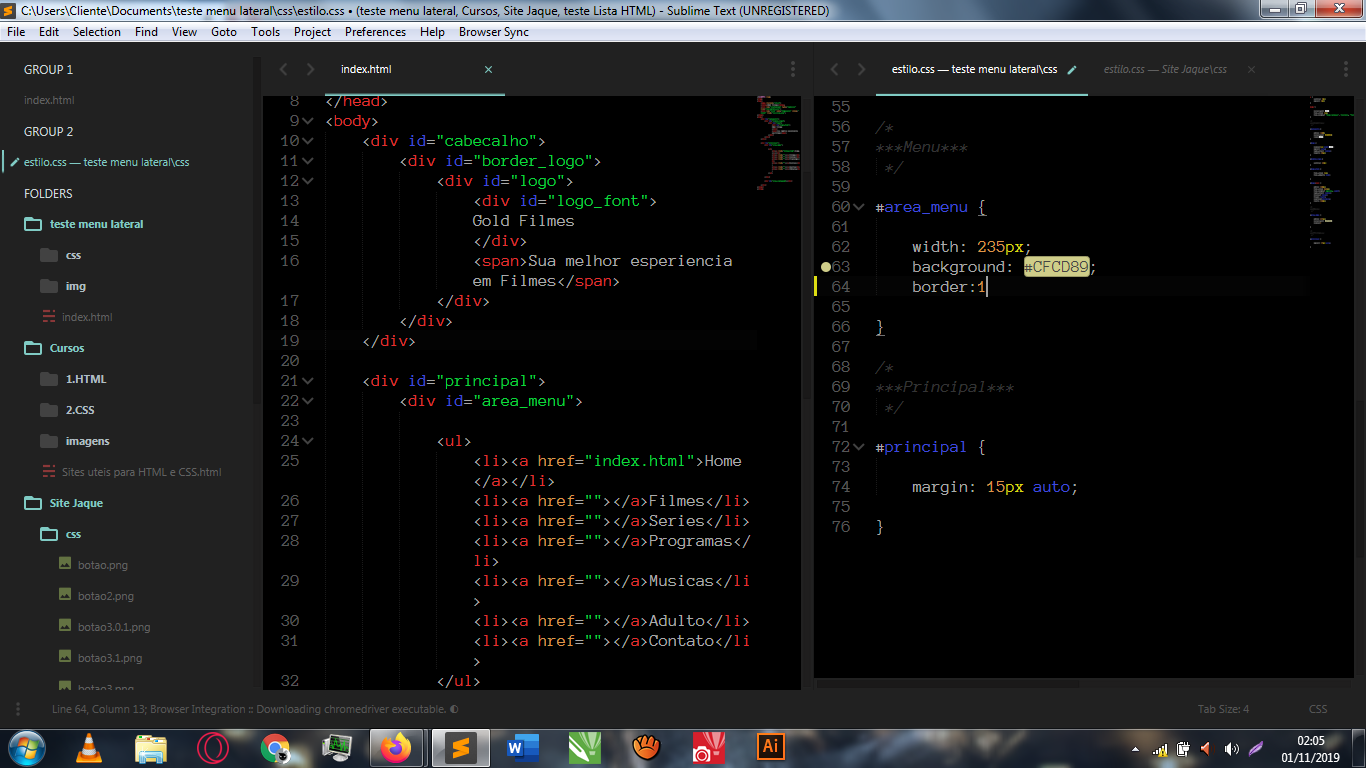 C:\Users\Cliente\Documents\teste menu lateral\css\estilo.css • (teste menu lateral, Cursos, Site Jaque, teste Lista HTML) - Sublime Text (UNREGISTERED)
File Edit Selection Find View Goto Tools Project Preferences Help Browser Sync
GROUP 1
index.html
GROUP 2
estilo.css — teste menu lateral\css
FOLDERS
teste menu lateral
css
img
index.html
Cursos
1.HTML
2.CSS
imagens
Sites uteis para HTML e CSS.html
Site Jaque
css
botao.png
botao2.png
botao3.0.1.png
botao3.1.png
botao3.png
index.html
8 </head>
9 <body>
10 <div id="cabecalho">
11 <div id="border_logo">
12 <div id="logo">
13 <div id="logo_font">
14 Gold Filmes
15 </div>
16 <span>Sua melhor esperiencia
em Filmes</span>
17 </div>
18 </div>
19 </div>
20
21 <div id="principal">
22 <div id="area_menu">
23
24 <ul>
25 <li><a href="index.html">Home
</a></li>
26 <li><a href=""></a>Filmes</li>
27 <li><a href=""></a>Series</li>
28 <li><a href=""></a>Programas</
li>
29 <li><a href=""></a>Musicas</li
>
30 <li><a href=""></a>Adulto</li>
31 <li><a href=""></a>Contato</li
>
32 </ul>
estilo.css — teste menu lateral\css
estilo.css — Site Jaque\css
55
56 /*
57 ***Menu***
58 */
59
60 #area_menu {
61
62 width: 235px;
63 background: #CFCD89;
64 border:1
65
66 }
67
68 /*
69 ***Principal***
70 */
71
72 #principal {
73
74 margin: 15px auto;
75
76 }
Line 64, Column 13; Browser Integration :: Downloading chromedriver executable.
Tab Size: 4
CSS
W
Ai
02:05
01/11/2019